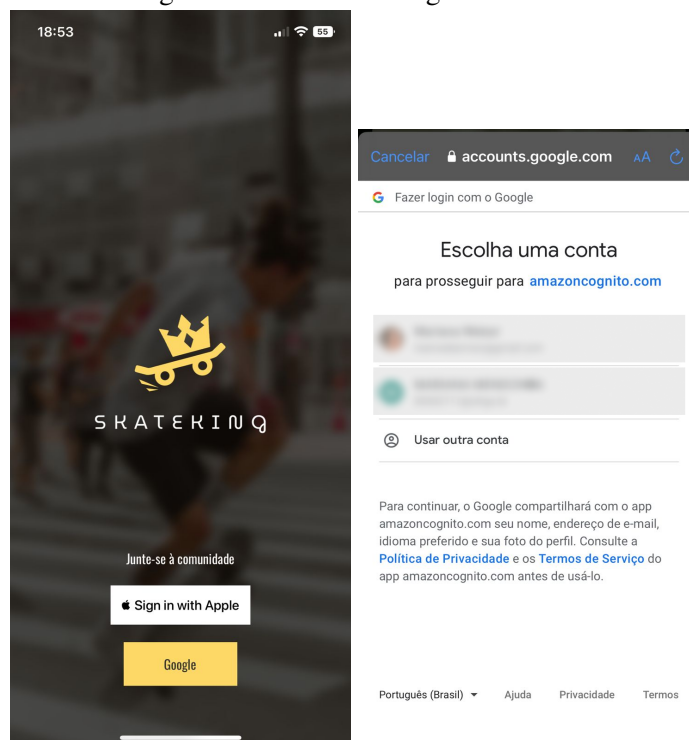 18:53
55
SKATEKING
Junte-se à comunidade
Sign in with Apple
Google
Cancelar accounts.google.com AA
G Fazer login com o Google
Escolha uma conta
para prosseguir para amazoncognito.com
Usar outra conta
Para continuar, o Google compartilhará com o app
amazoncognito.com seu nome, endereço de e-mail,
idioma preferido e sua foto do perfil. Consulte a
Política de Privacidade e os Termos de Serviço do
app amazoncognito.com antes de usá-lo.
Português (Brasil) Ajuda Privacidade Termos